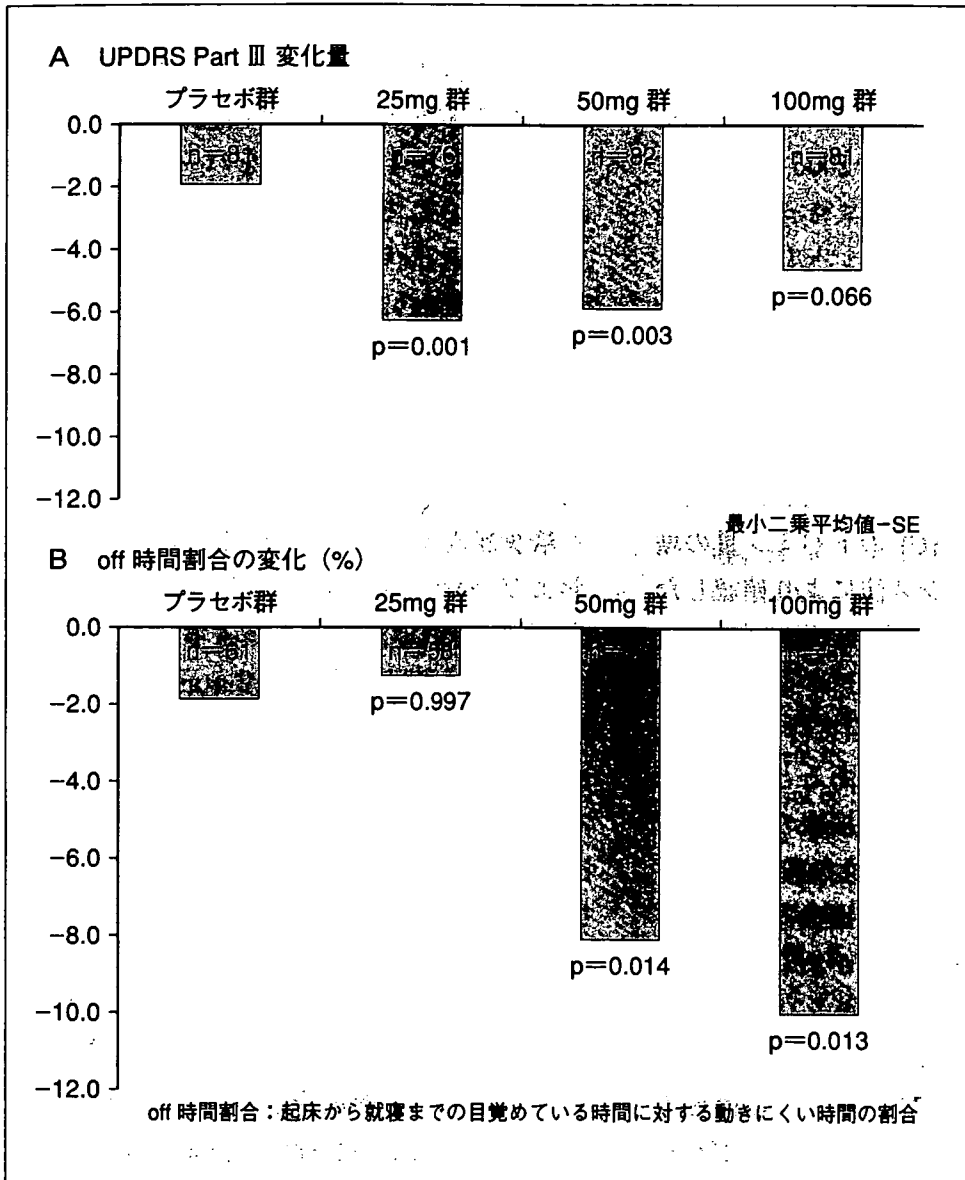 A UPDRS Part Ⅲ 変化量
プラセボ群 25mg 群 50mg 群 100mg 群
0.0
n=81 n=82 n=81
−2.0
−4.0
p=0.066
−6.0
p=0.001 p=0.003
−8.0
−10.0
−12.0
最小二乗平均値−SE
B off 時間割合の変化（%）
プラセボ群 25mg 群 50mg 群 100mg 群
0.0
−2.0
p=0.997
−4.0
−6.0
−8.0
p=0.014
−10.0
p=0.013
−12.0
off 時間割合：起床から就寝までの目覚めている時間に対する動きにくい時間の割合